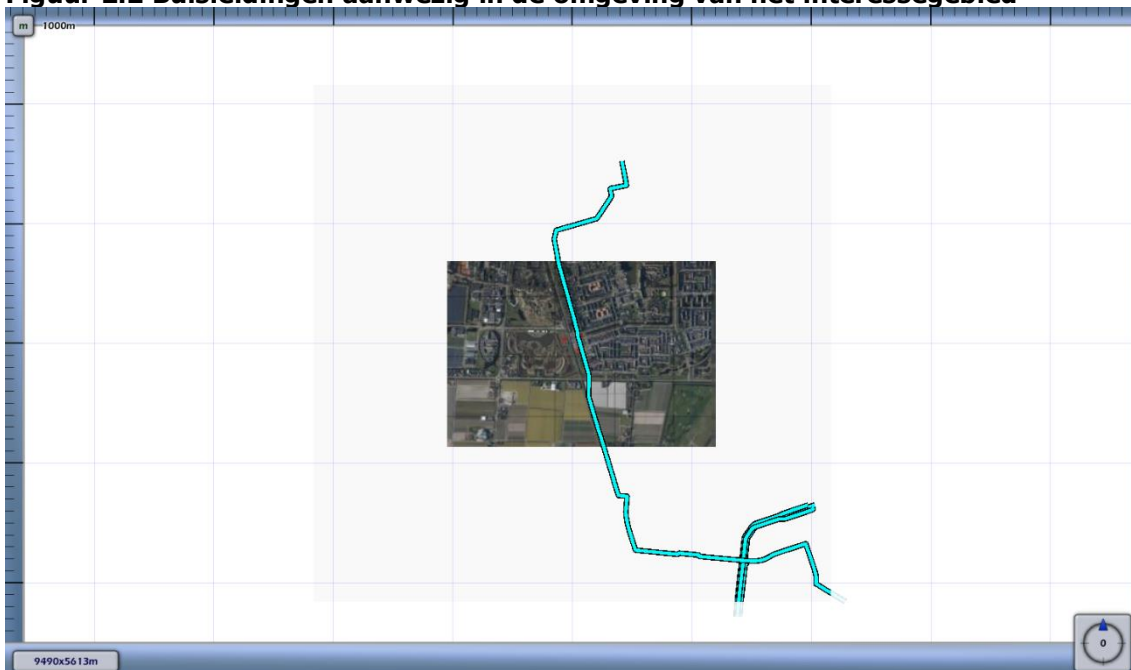 Figuur 2.2 Buisleidingen aanwezig in de omgeving van het interessegebied
m 1000m
0
9490x5613m